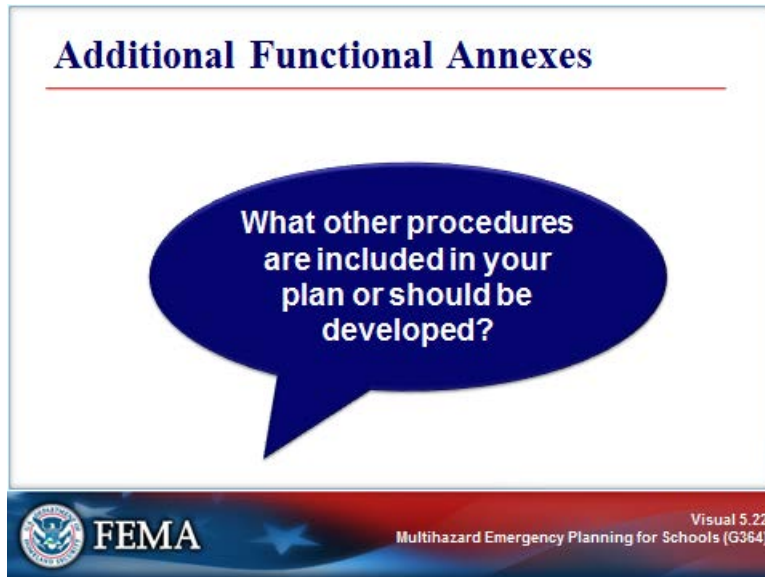 Additional Functional Annexes
What other procedures
are included in your
plan or should be
developed?
FEMA
Visual 5.22
Multihazard Emergency Planning for Schools (G364)